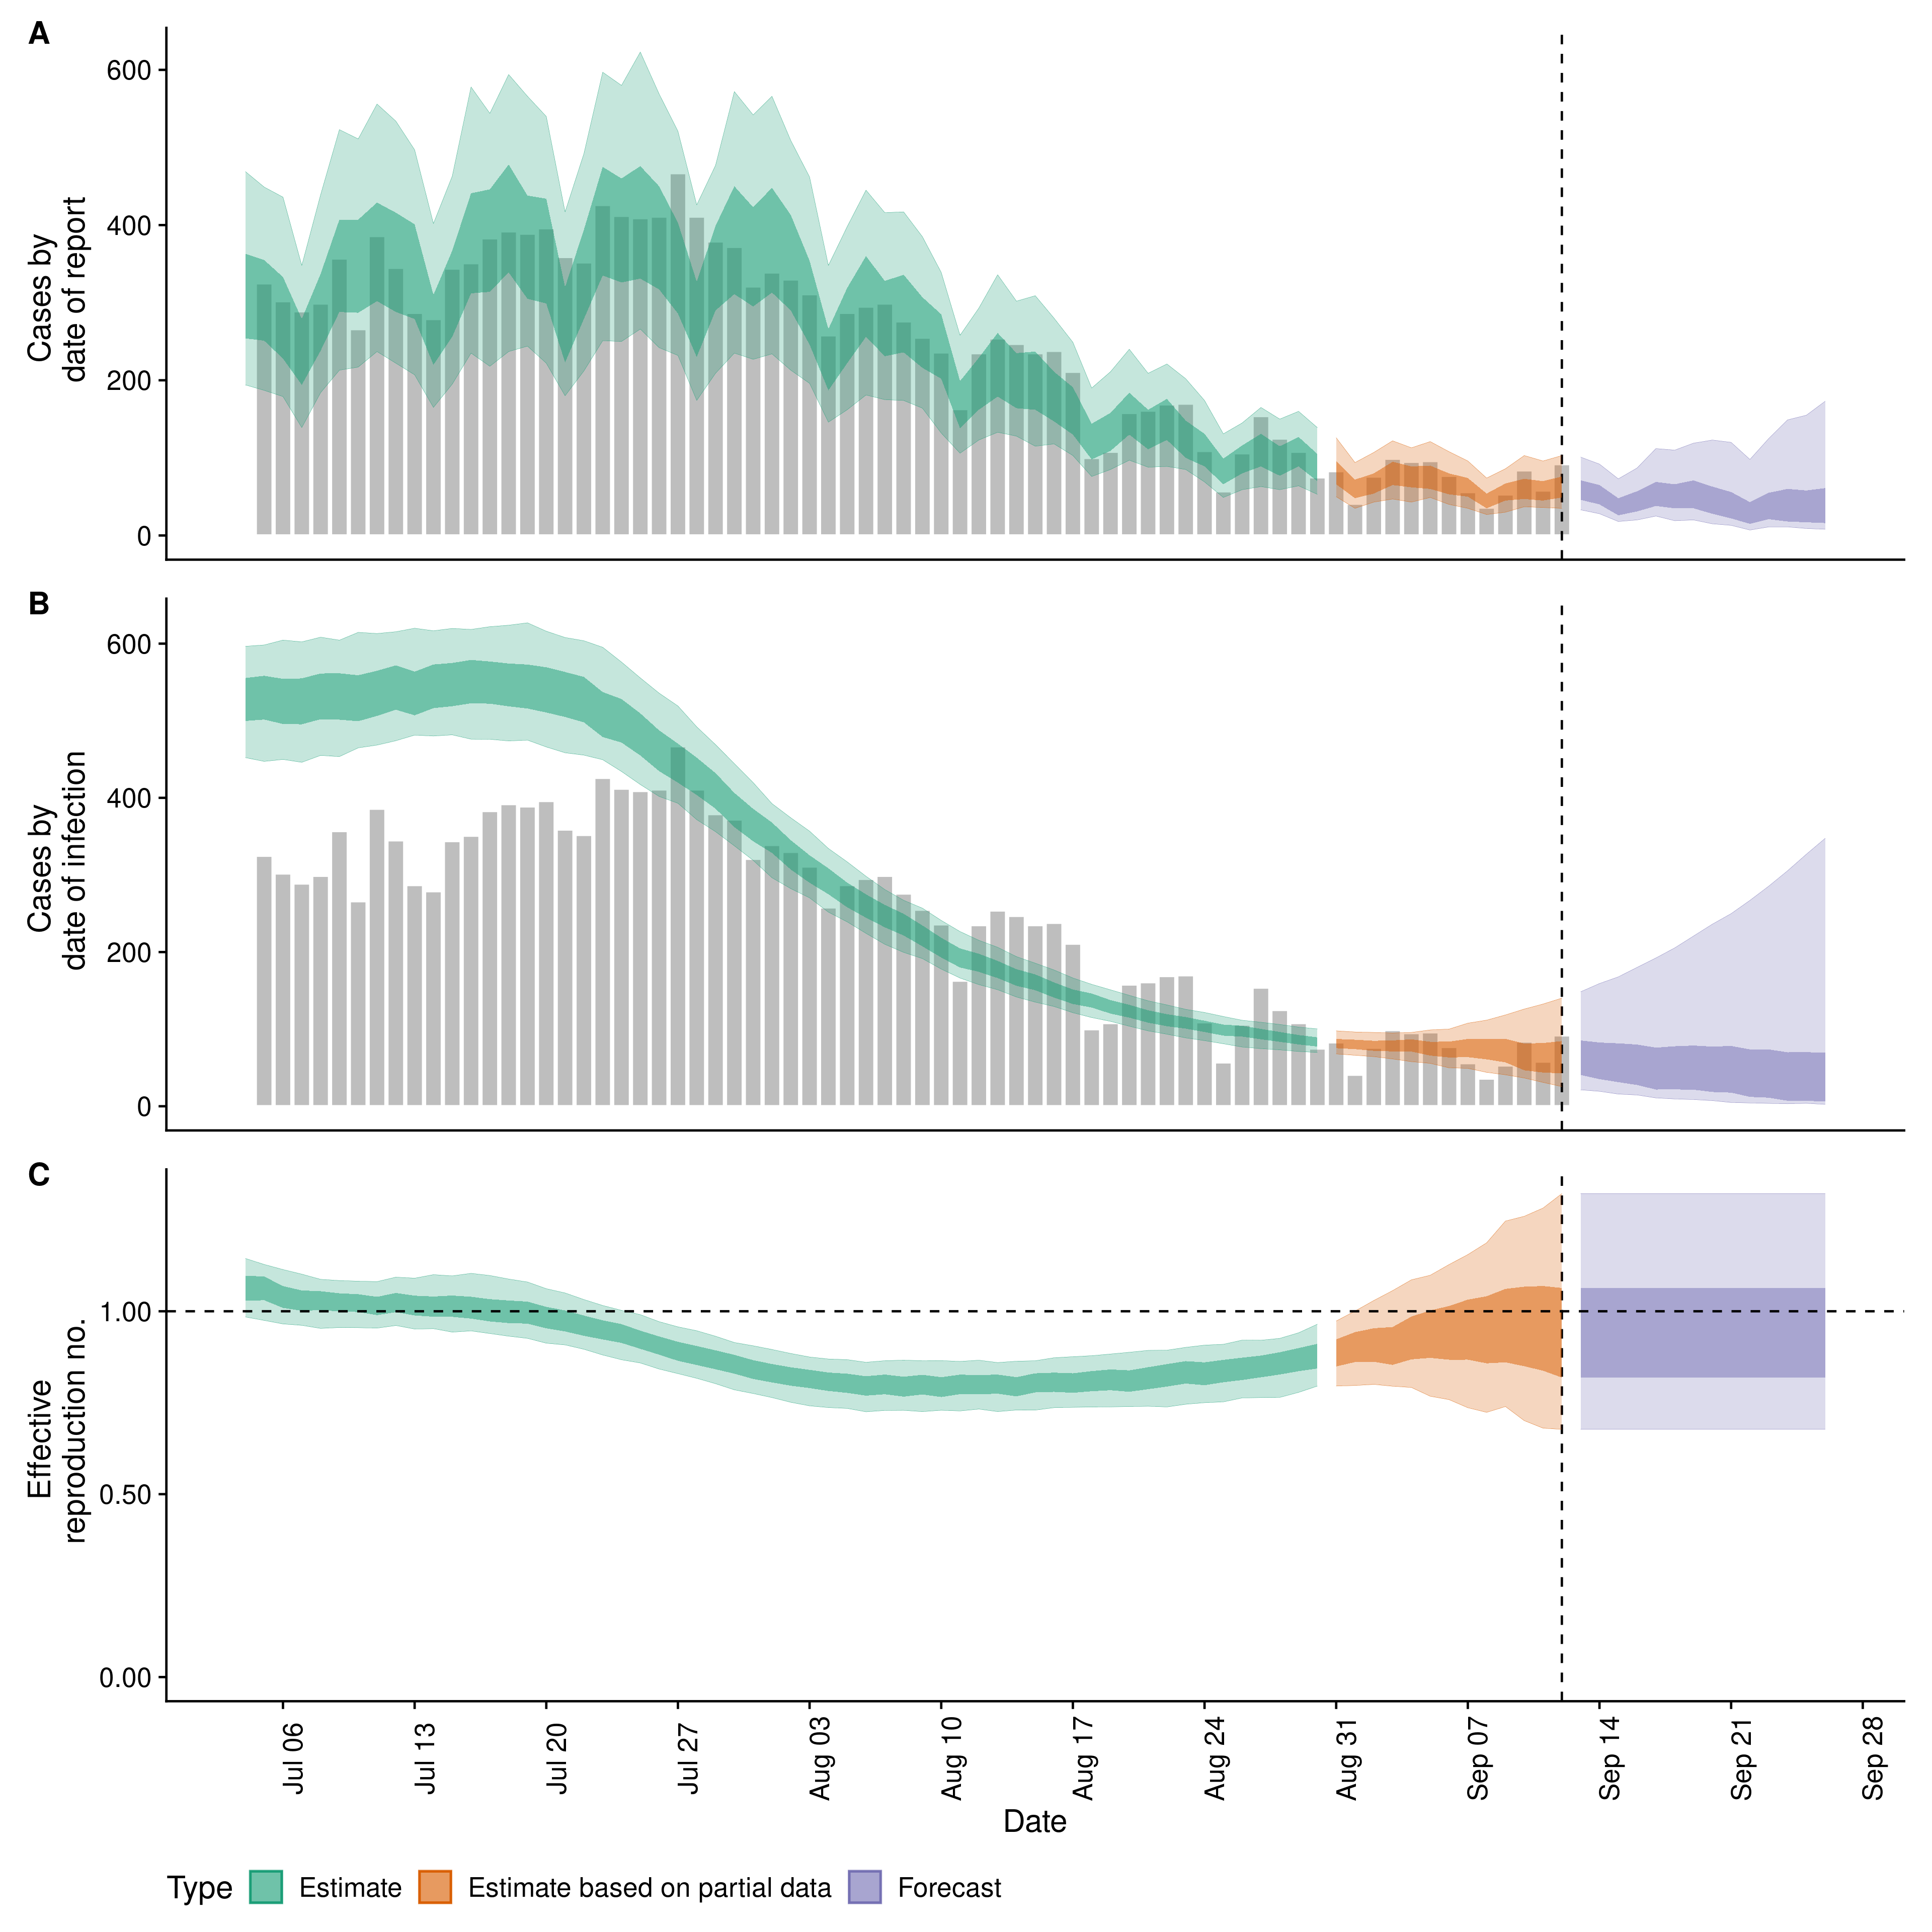 A
600
400
200
0
Cases by
date of report
B
600
400
200
0
Cases by
date of infection
C
1.00
0.50
0.00
Effective
reproduction no.
Jul 06
Jul 13
Jul 20
Jul 27
Aug 03
Aug 10
Aug 17
Aug 24
Aug 31
Sep 07
Sep 14
Sep 21
Sep 28
Date
Type Estimate Estimate based on partial data Forecast